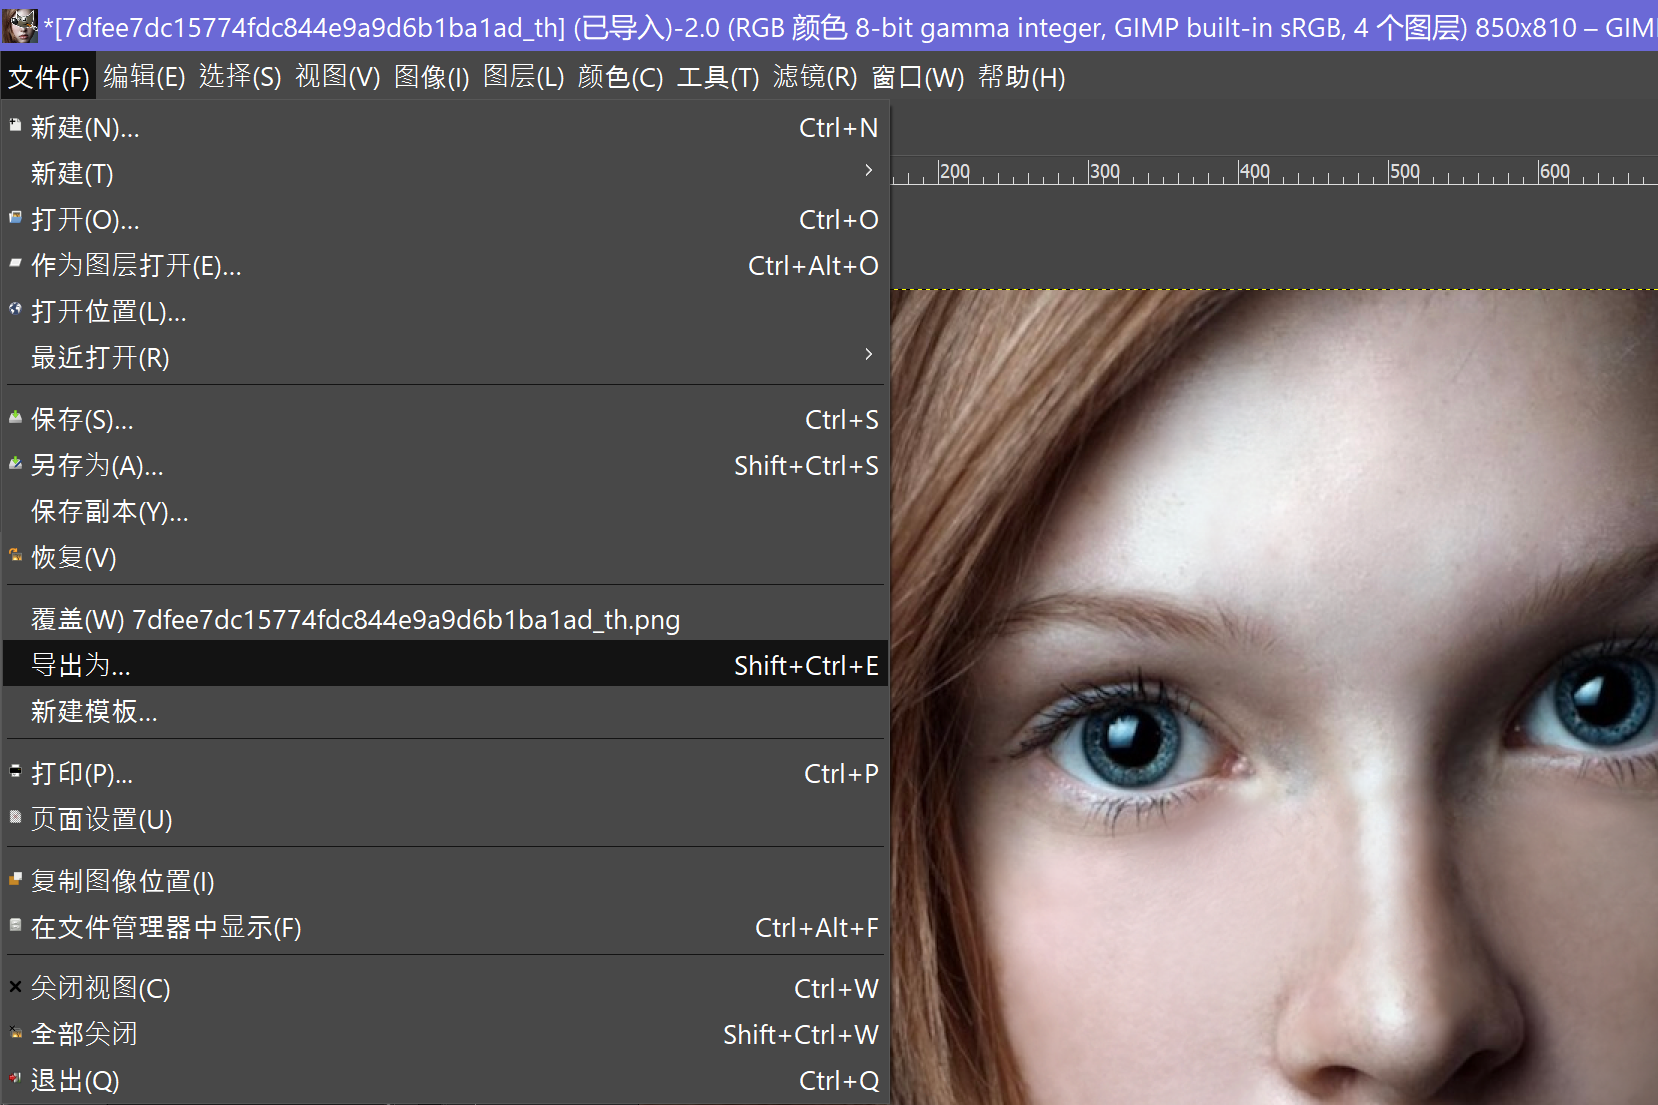 *[7dfee7dc15774fdc844e9a9d6b1ba1ad_th] (已导入)-2.0 (RGB 颜色 8-bit gamma integer, GIMP built-in sRGB, 4 个图层) 850x810 – GIM
文件(F) 编辑(E) 选择(S) 视图(V) 图像(I) 图层(L) 颜色(C) 工具(T) 滤镜(R) 窗口(W) 帮助(H)
新建(N)... Ctrl+N
新建(T) >
200 300 400 500 600
打开(O)... Ctrl+O
作为图层打开(E)... Ctrl+Alt+O
打开位置(L)...
最近打开(R) >
保存(S)... Ctrl+S
另存为(A)... Shift+Ctrl+S
保存副本(Y)...
恢复(V)
覆盖(W) 7dfee7dc15774fdc844e9a9d6b1ba1ad_th.png
导出为... Shift+Ctrl+E
新建模板...
打印(P)... Ctrl+P
页面设置(U)
复制图像位置(I)
在文件管理器中显示(F) Ctrl+Alt+F
关闭视图(C) Ctrl+W
全部关闭 Shift+Ctrl+W
退出(Q) Ctrl+Q